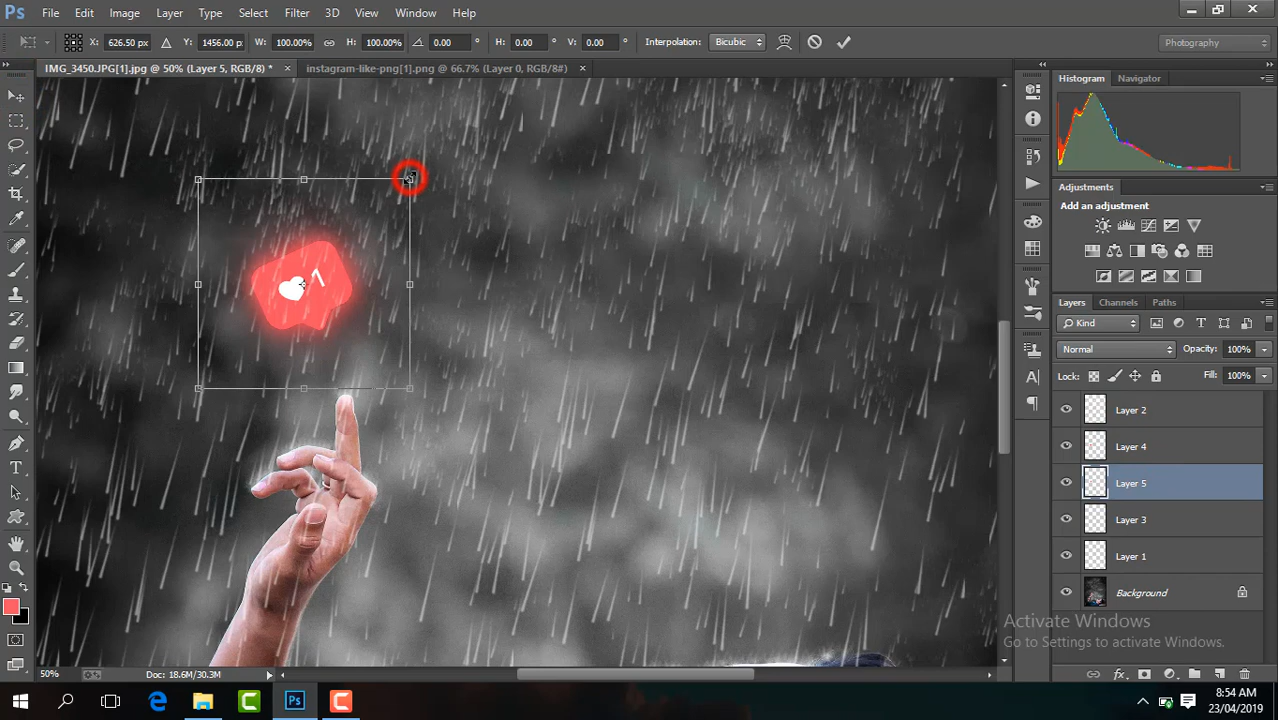 Ps File Edit Image Layer Type Select Filter 3D View Window Help
X: 626.50 px Y: 1456.00 px W: 100.00% H: 100.00% 0.00 ° H: 0.00 ° V: 0.00 ° Interpolation: Bicubic Photography
IMG_3450.JPG[1].jpg @ 50% (Layer 5, RGB/8) * × instagram-like-png[1].png @ 66.7% (Layer 0, RGB/8#) ×
Histogram Navigator
Adjustments
Add an adjustment
Layers Channels Paths
Kind
Normal Opacity: 100%
Lock: Fill: 100%
Layer 2
Layer 4
Layer 5
Layer 3
Layer 1
Background
1
Activate Windows
Go to Settings to activate Windows.
50% Doc: 18.6M/30.3M
8:54 AM
23/04/2019